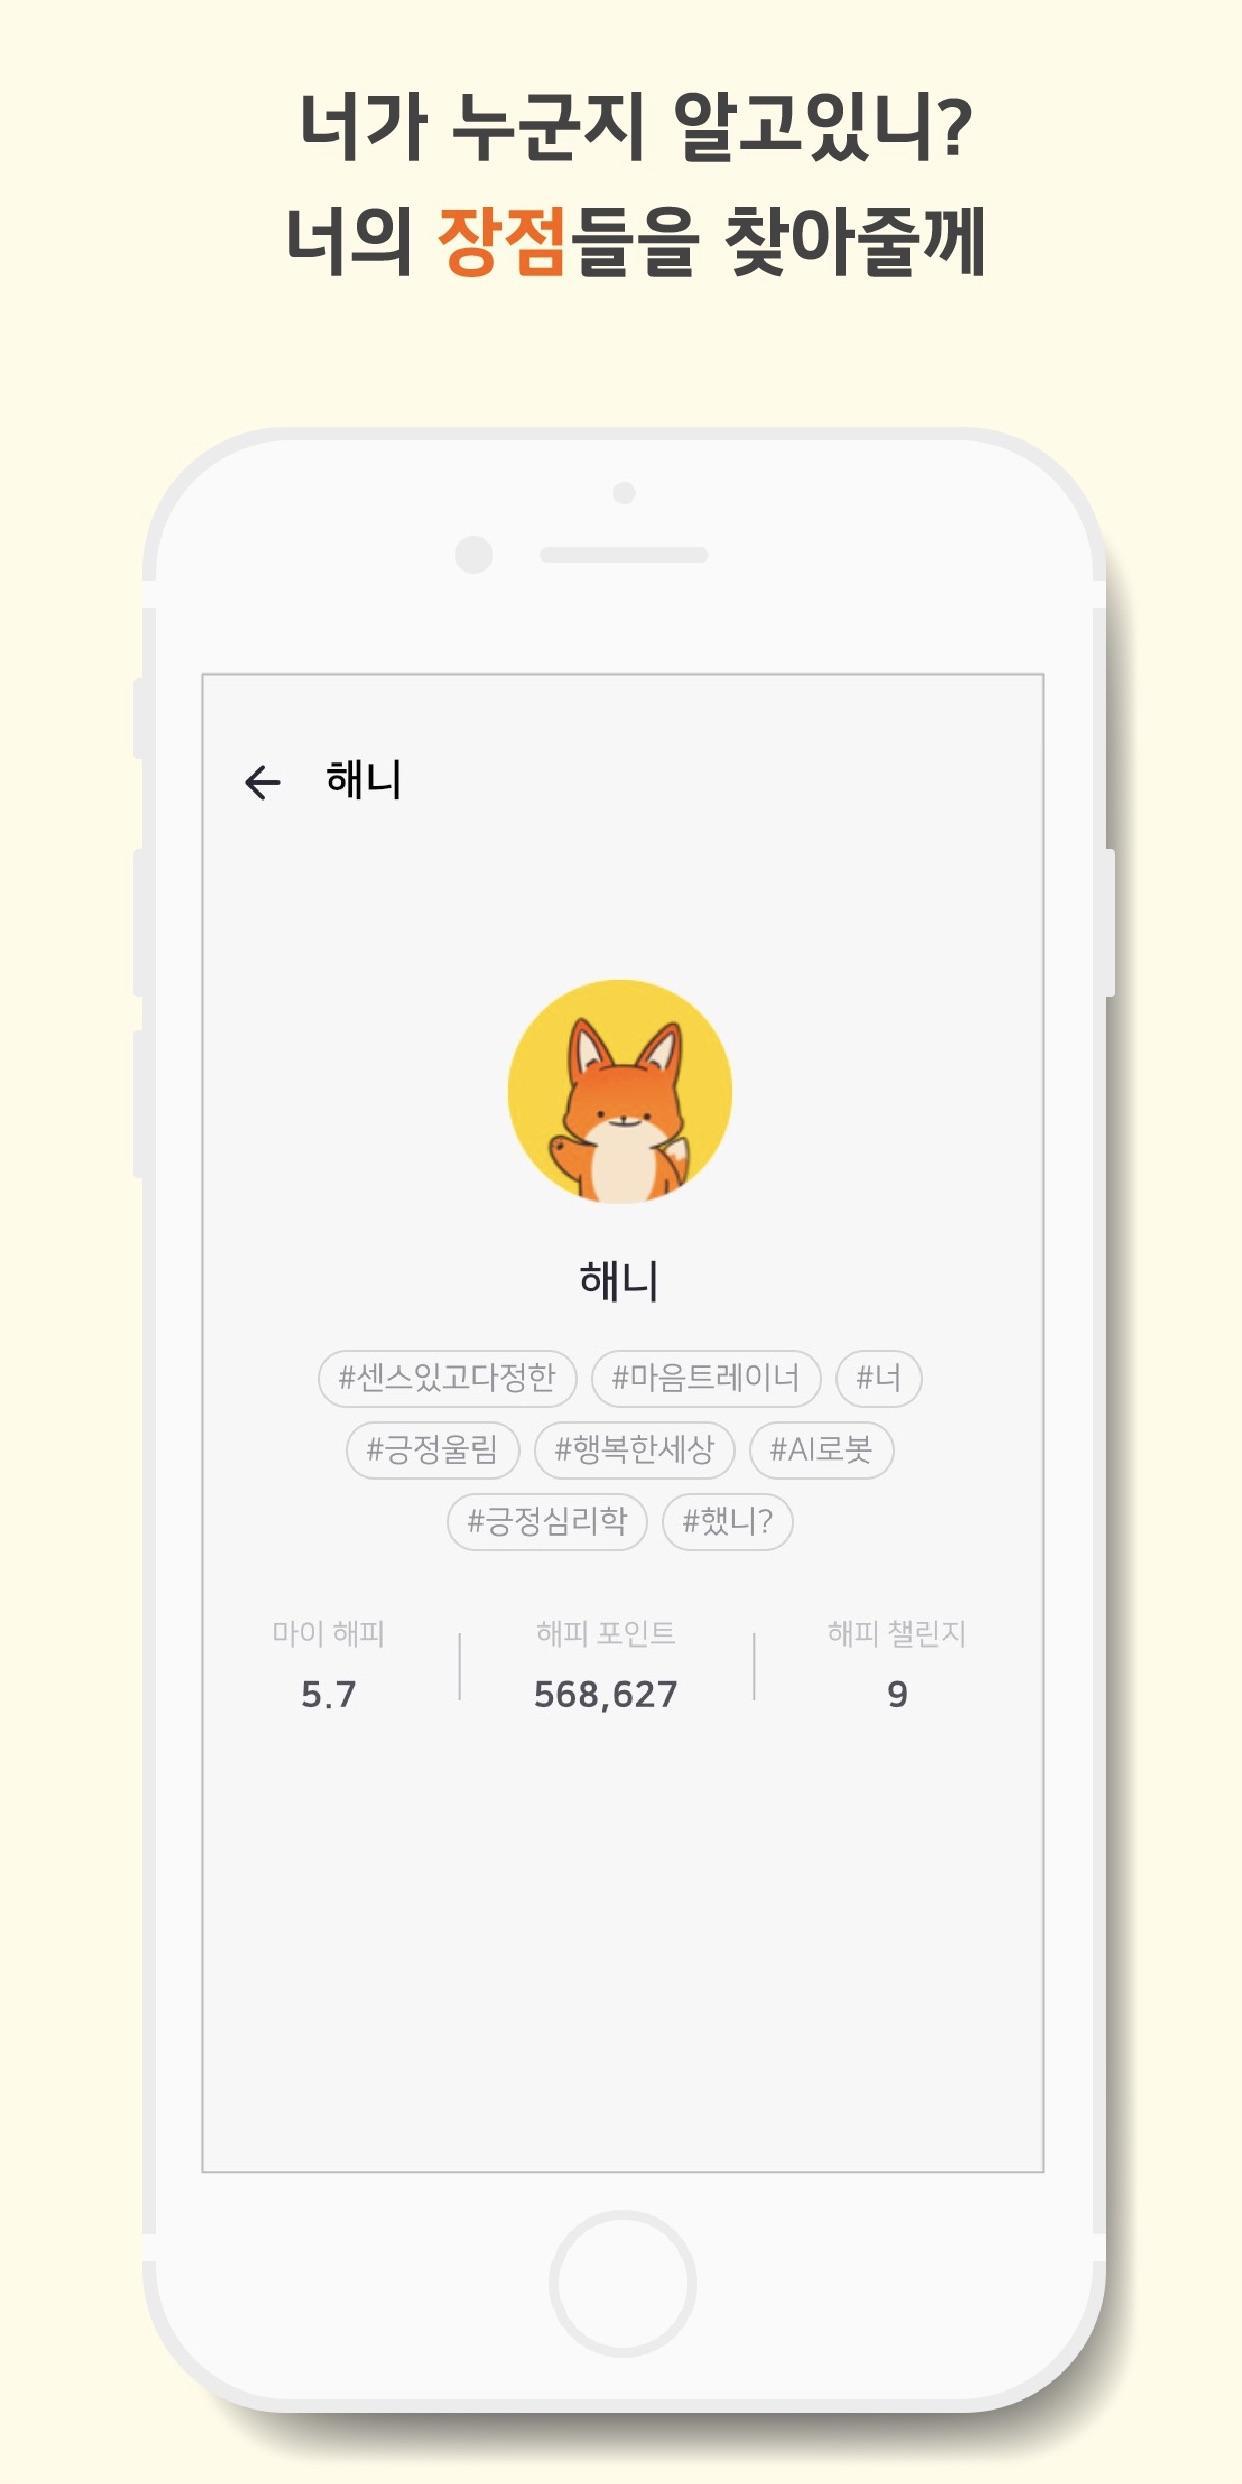 너가 누군지 알고있니?
너의 장점들을 찾아줄께
해니
해니
#센스있고다정한 #마음트레이너 #너
#긍정울림 #행복한세상 #AI로봇
#긍정심리학 #했니?
마이 해피 해피 포인트 해피 챌린지
5.7 568,627 9